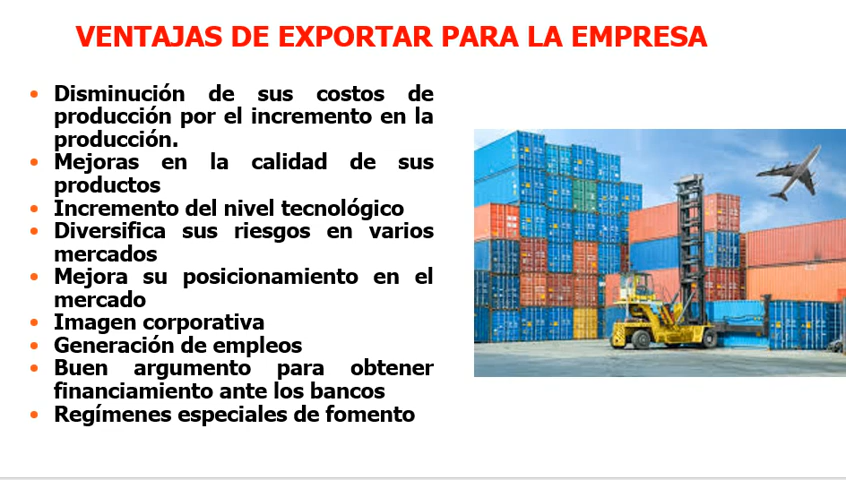 VENTAJAS DE EXPORTAR PARA LA EMPRESA
• Disminución de sus costos de
producción por el incremento en la
producción.
• Mejoras en la calidad de sus
productos
• Incremento del nivel tecnológico
• Diversifica sus riesgos en varios
mercados
• Mejora su posicionamiento en el
mercado
• Imagen corporativa
• Generación de empleos
• Buen argumento para obtener
financiamiento ante los bancos
• Regímenes especiales de fomento